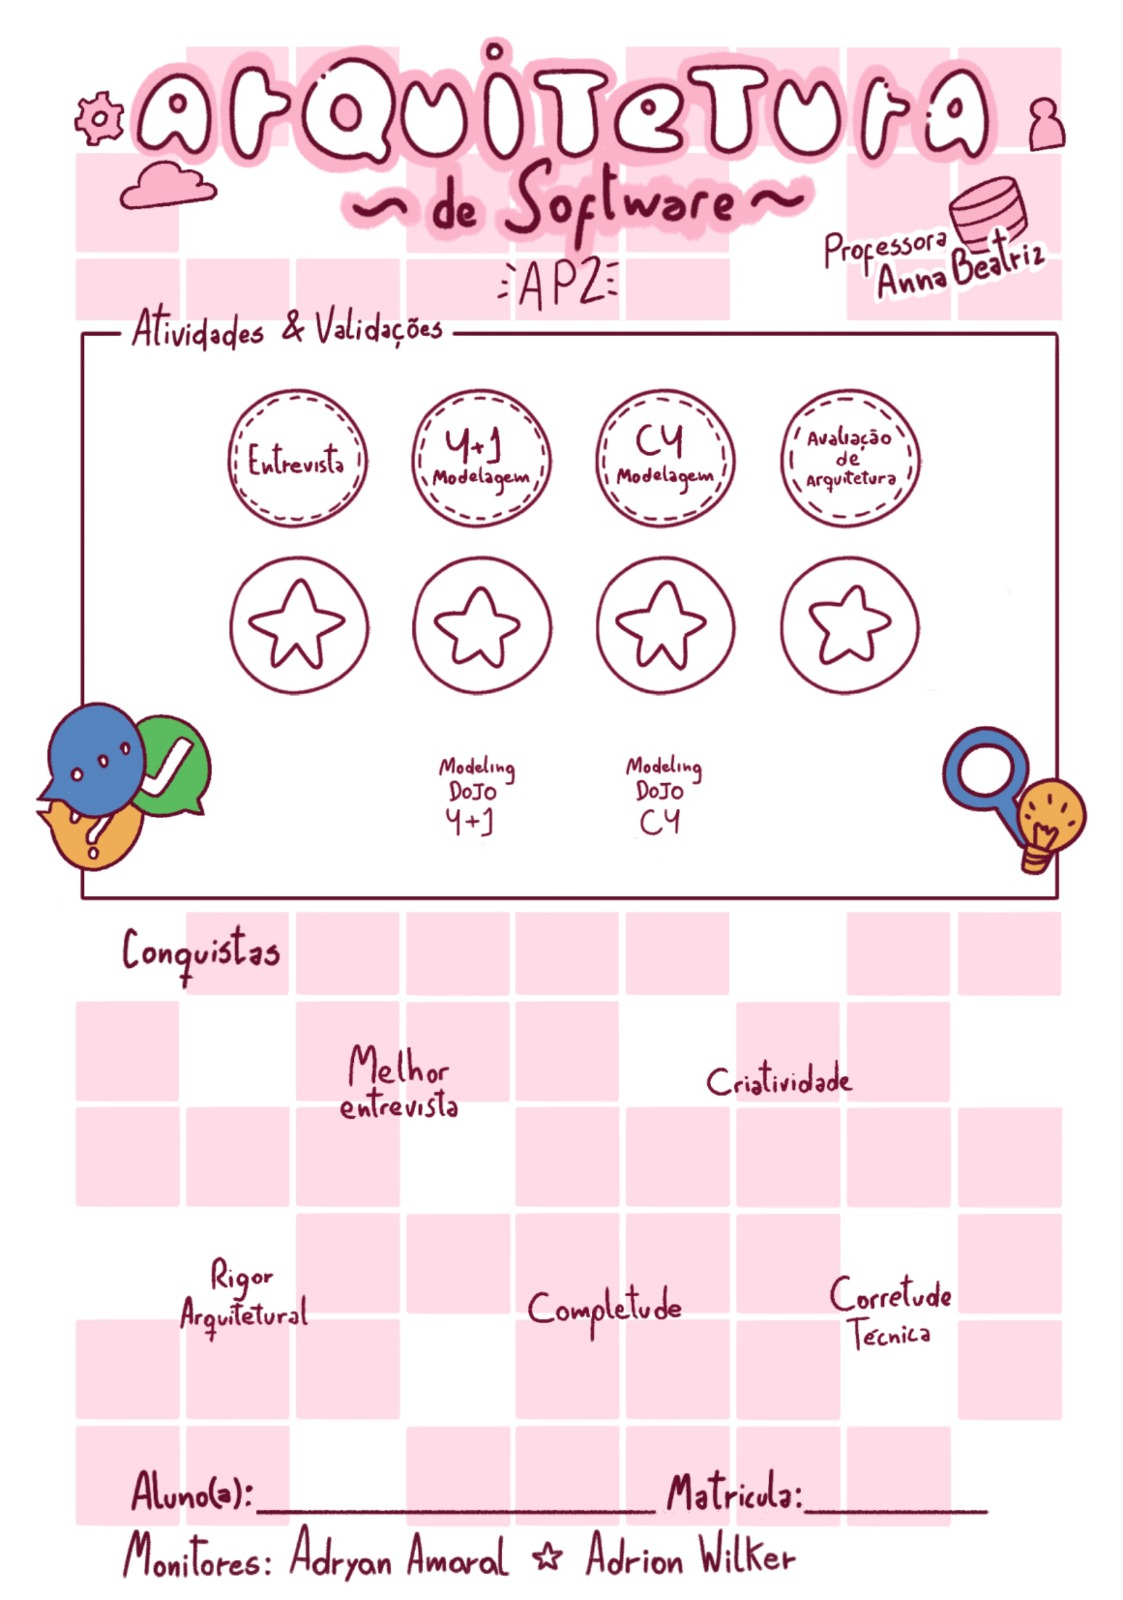 ArQuiTeTura
~ de Software ~
AP2
Professora
Anna Beatriz
Atividades & Validações
Entrevista
4+1
Modelagem
C4
Modelagem
Avaliação
de
Arquitetura
Modeling
DoJo
4+1
Modeling
DoJo
C4
Conquistas
Melhor
entrevista
Criatividade
Rigor
Arquitetural
Completude
Corretude
Técnica
Aluno(a): Matricula:
Monitores: Adryan Amaral ☆ Adrion Wilker